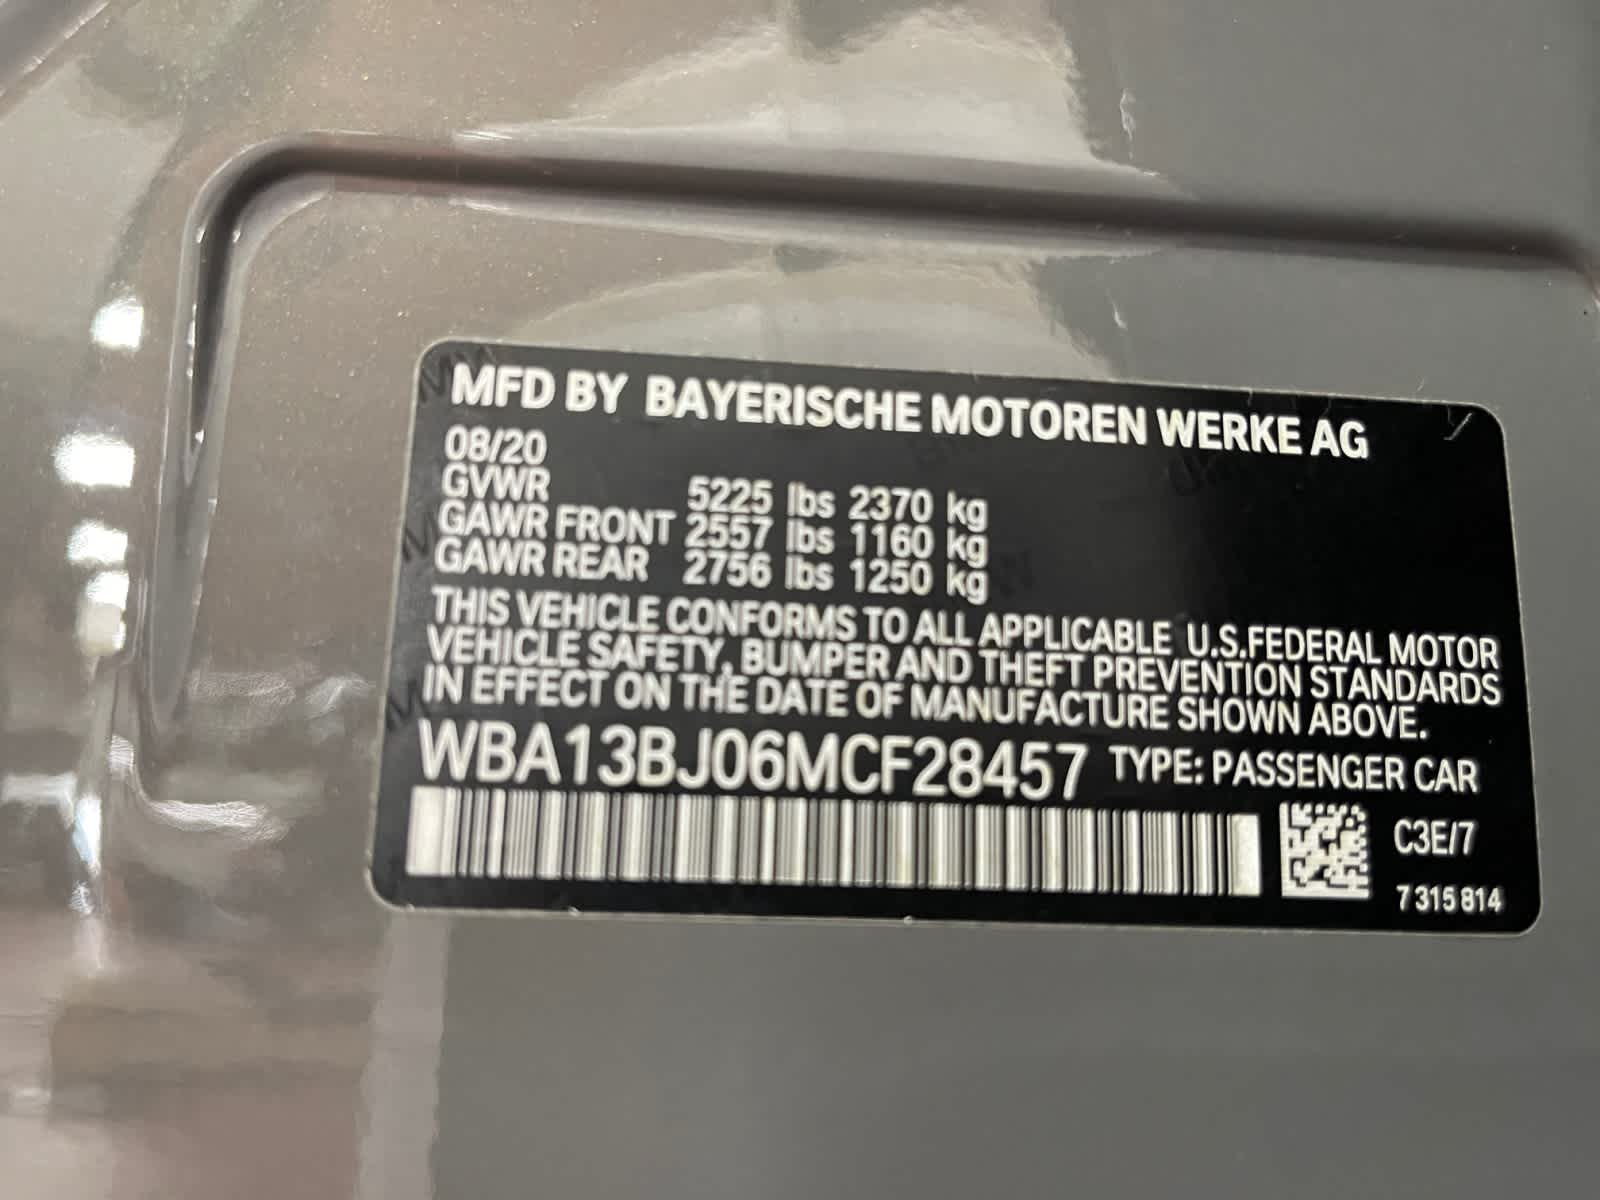 MFD BY BAYERISCHE MOTOREN WERKE AG
08/20
GVWR 5225 lbs 2370 kg
GAWR FRONT 2557 lbs 1160 kg
GAWR REAR 2756 lbs 1250 kg
THIS VEHICLE CONFORMS TO ALL APPLICABLE U.S.FEDERAL MOTOR
VEHICLE SAFETY, BUMPER AND THEFT PREVENTION STANDARDS
IN EFFECT ON THE DATE OF MANUFACTURE SHOWN ABOVE.
WBA13BJ06MCF28457 TYPE: PASSENGER CAR
C3E/7
7 315 814